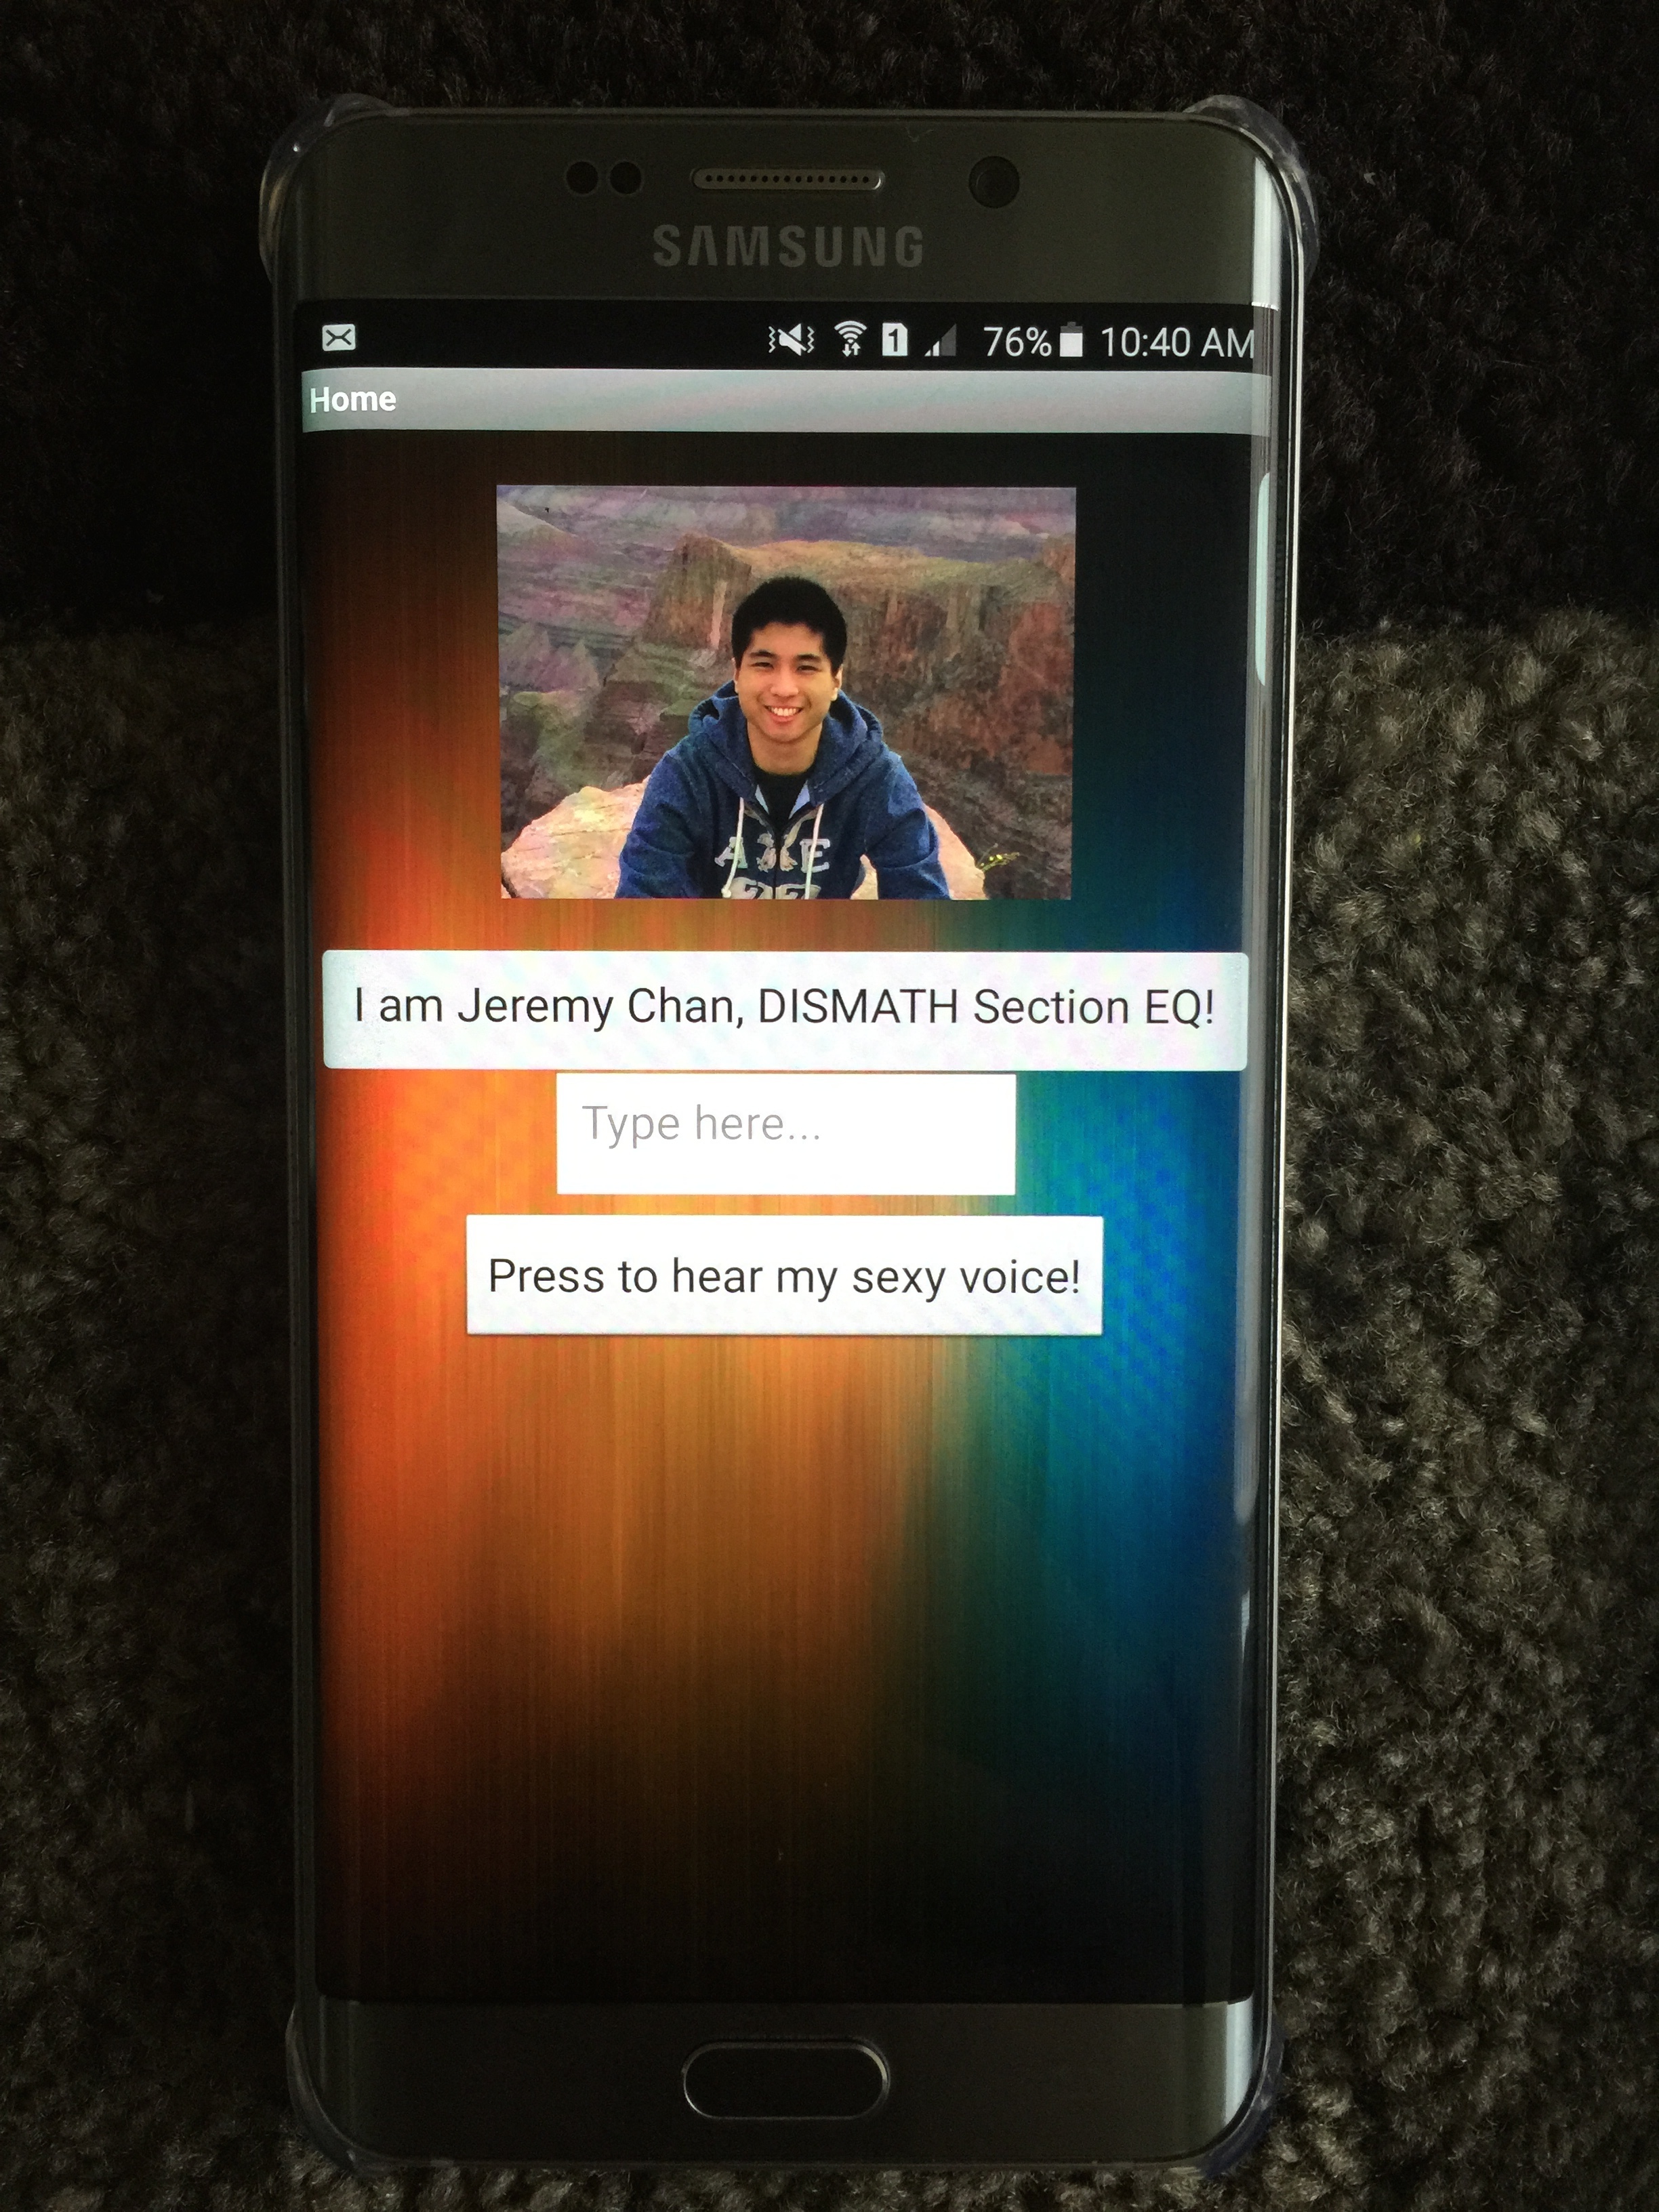 SAMSUNG
1 76% 10:40 AM
Home
I am Jeremy Chan, DISMATH Section EQ!
Type here...
Press to hear my sexy voice!